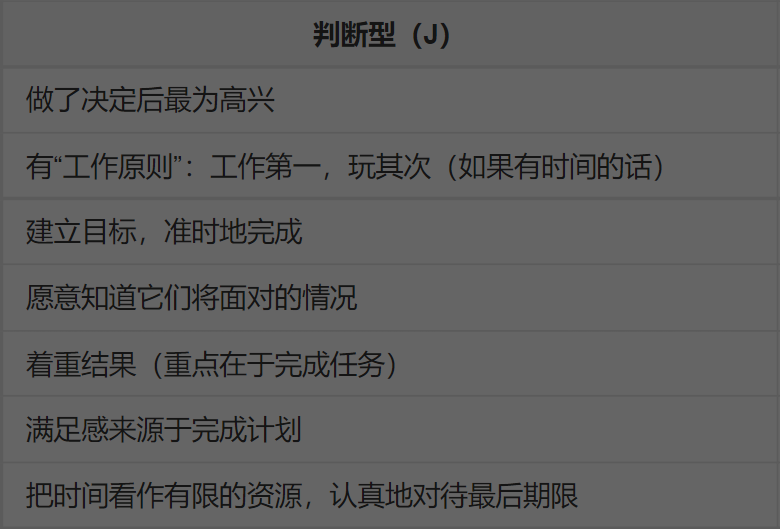 判断型（J）
做了决定后最为高兴
有“工作原则”：工作第一，玩其次（如果有时间的话）
建立目标，准时地完成
愿意知道它们将面对的情况
着重结果（重点在于完成任务）
满足感来源于完成计划
把时间看作有限的资源，认真地对待最后期限